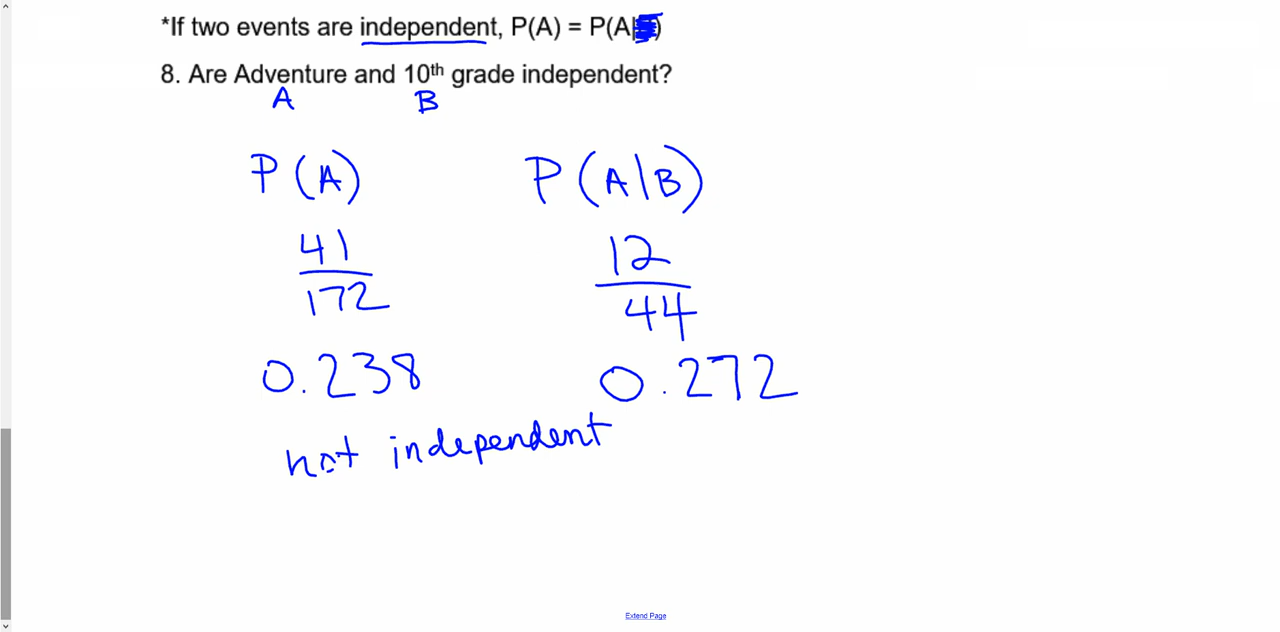 *If two events are independent, P(A) = P(A|)
8. Are Adventure and 10th grade independent?
A B
P(A) P(A|B)
41 12
172 44
0.238 0.272
not independent
Extend Page